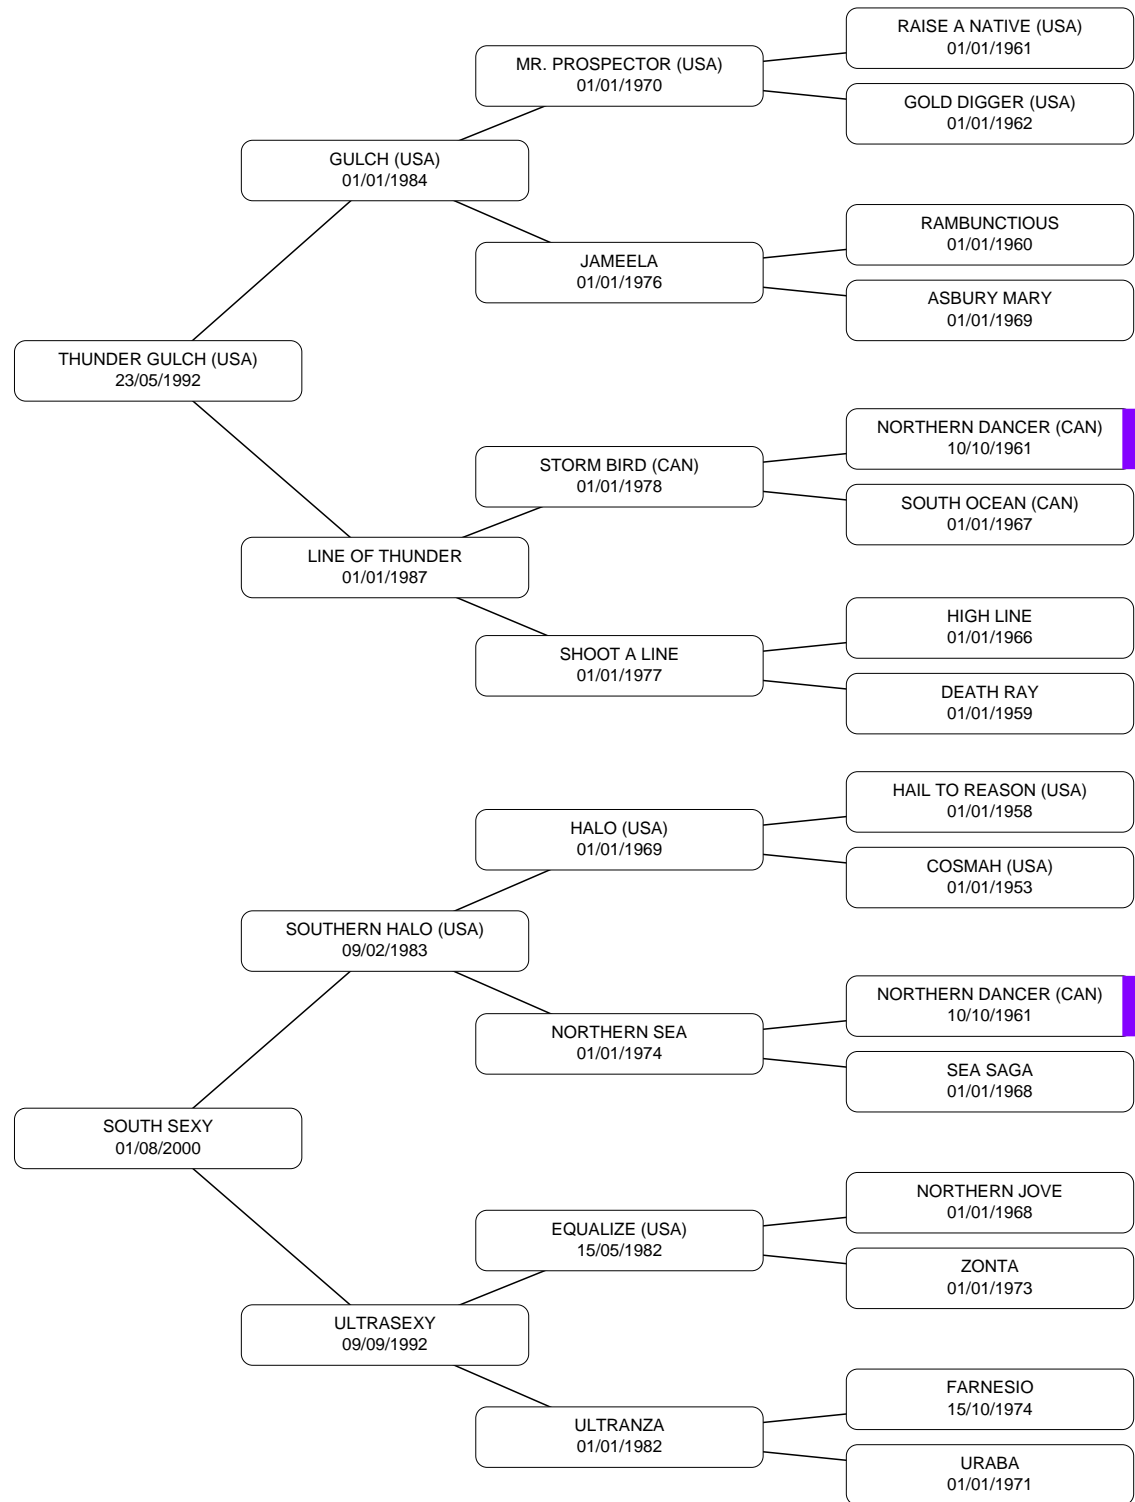 RAISE A NATIVE (USA)
01/01/1961
MR. PROSPECTOR (USA)
01/01/1970
GOLD DIGGER (USA)
01/01/1962
GULCH (USA)
01/01/1984
RAMBUNCTIOUS
01/01/1960
JAMEELA
01/01/1976
ASBURY MARY
01/01/1969
THUNDER GULCH (USA)
23/05/1992
NORTHERN DANCER (CAN)
10/10/1961
STORM BIRD (CAN)
01/01/1978
SOUTH OCEAN (CAN)
01/01/1967
LINE OF THUNDER
01/01/1987
HIGH LINE
01/01/1966
SHOOT A LINE
01/01/1977
DEATH RAY
01/01/1959
HAIL TO REASON (USA)
01/01/1958
HALO (USA)
01/01/1969
COSMAH (USA)
01/01/1953
SOUTHERN HALO (USA)
09/02/1983
NORTHERN DANCER (CAN)
10/10/1961
NORTHERN SEA
01/01/1974
SEA SAGA
01/01/1968
SOUTH SEXY
01/08/2000
NORTHERN JOVE
01/01/1968
EQUALIZE (USA)
15/05/1982
ZONTA
01/01/1973
ULTRASEXY
09/09/1992
FARNESIO
15/10/1974
ULTRANZA
01/01/1982
URABA
01/01/1971